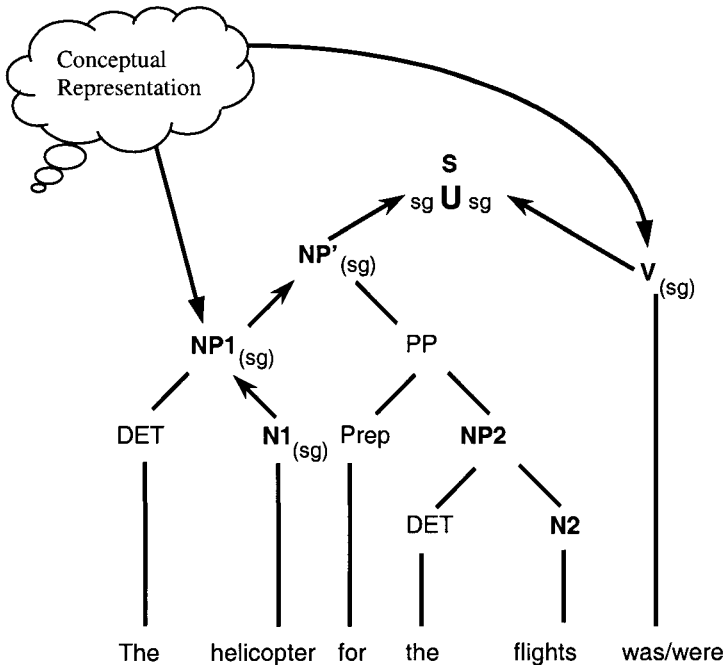 Conceptual
Representation
S
sg U sg
NP'(sg)
V(sg)
NP1(sg)
PP
DET
N1(sg)
Prep
NP2
DET
N2
The helicopter for the flights was/were